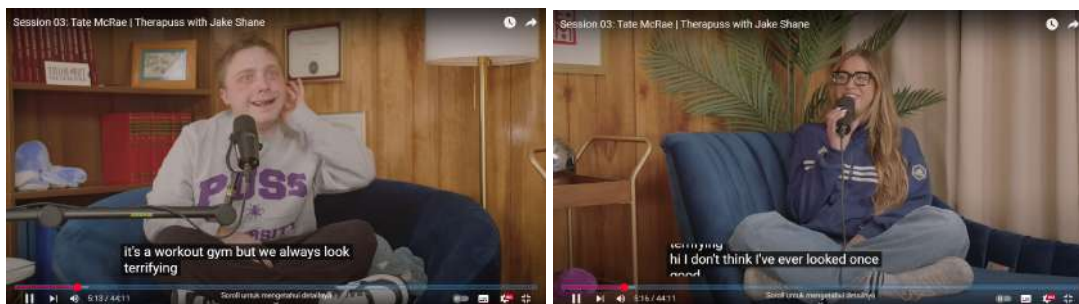 Session 03: Tate McRae | Therapuss with Jake Shane
PUSS
it's a workout gym but we always look
terrifying
5:13 / 44:11
Scroll untuk mengetahui detailnya
Session 03: Tate McRae | Therapuss with Jake Shane
terrifying
hi I don't think I've ever looked once
good
5:16 / 44:11
Scroll untuk mengetahui detailnya